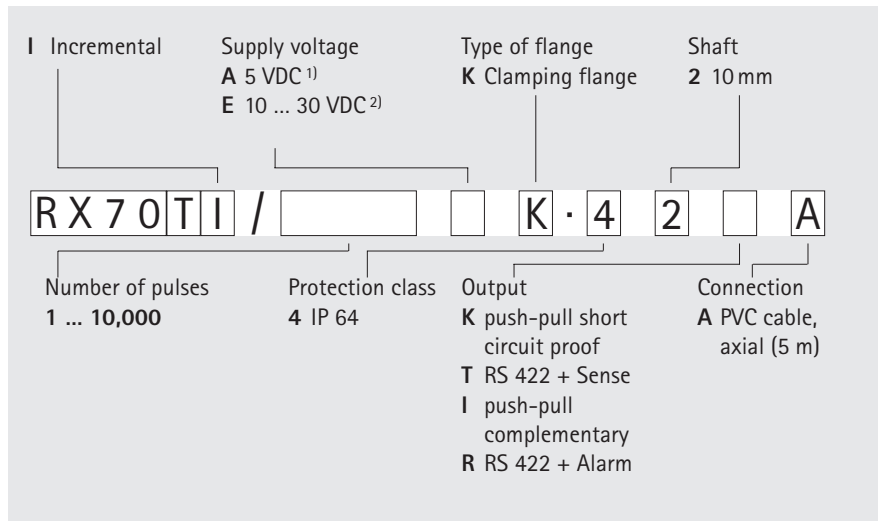 I Incremental
Supply voltage
A 5 VDC 1)
E 10 ... 30 VDC 2)
Type of flange
K Clamping flange
Shaft
2 10 mm
RX70TI / K · 4 2 A
Number of pulses
1 ... 10,000
Protection class
4 IP 64
Output
K push-pull short
circuit proof
T RS 422 + Sense
I push-pull
complementary
R RS 422 + Alarm
Connection
A PVC cable,
axial (5 m)